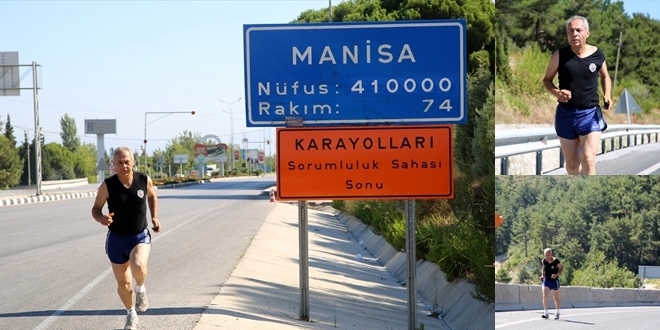 MANİSA
Nüfus: 410000
Rakım: 74
KARAYOLLARI
Sorumluluk Sahası
Sonu